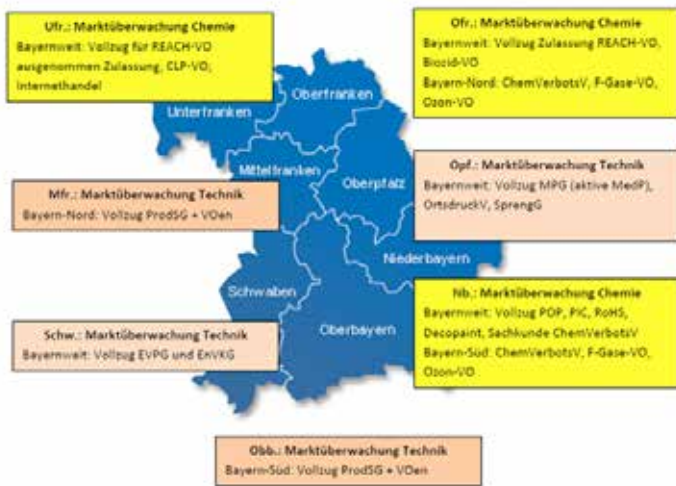 Ufr.: Marktüberwachung Chemie
Bayernweit: Vollzug für REACH-VO
ausgenommen Zulassung, CLP-VO;
Internethandel
Ofr.: Marktüberwachung Chemie
Bayernweit: Vollzug Zulassung REACH-VO,
Biozid-VO
Bayern-Nord: ChemVerbotsV, F-Gase-VO,
Ozon-VO
Oberfranken
Unterfranken
Mittelfranken
Oberpfalz
Opf.: Marktüberwachung Technik
Bayernweit: Vollzug MPG (aktive MedP),
OrtsdruckV, SprengG
Mfr.: Marktüberwachung Technik
Bayern-Nord: Vollzug ProdSG + VOen
Niederbayern
Schwaben
Oberbayern
Nb.: Marktüberwachung Chemie
Bayernweit: Vollzug POP, PIC, RoHS,
Decopaint, Sachkunde ChemVerbotsV
Bayern-Süd: ChemVerbotsV, F-Gase-VO,
Ozon-VO
Schw.: Marktüberwachung Technik
Bayernweit: Vollzug EVPG und EnVKG
Obb.: Marktüberwachung Technik
Bayern-Süd: Vollzug ProdSG + VOen